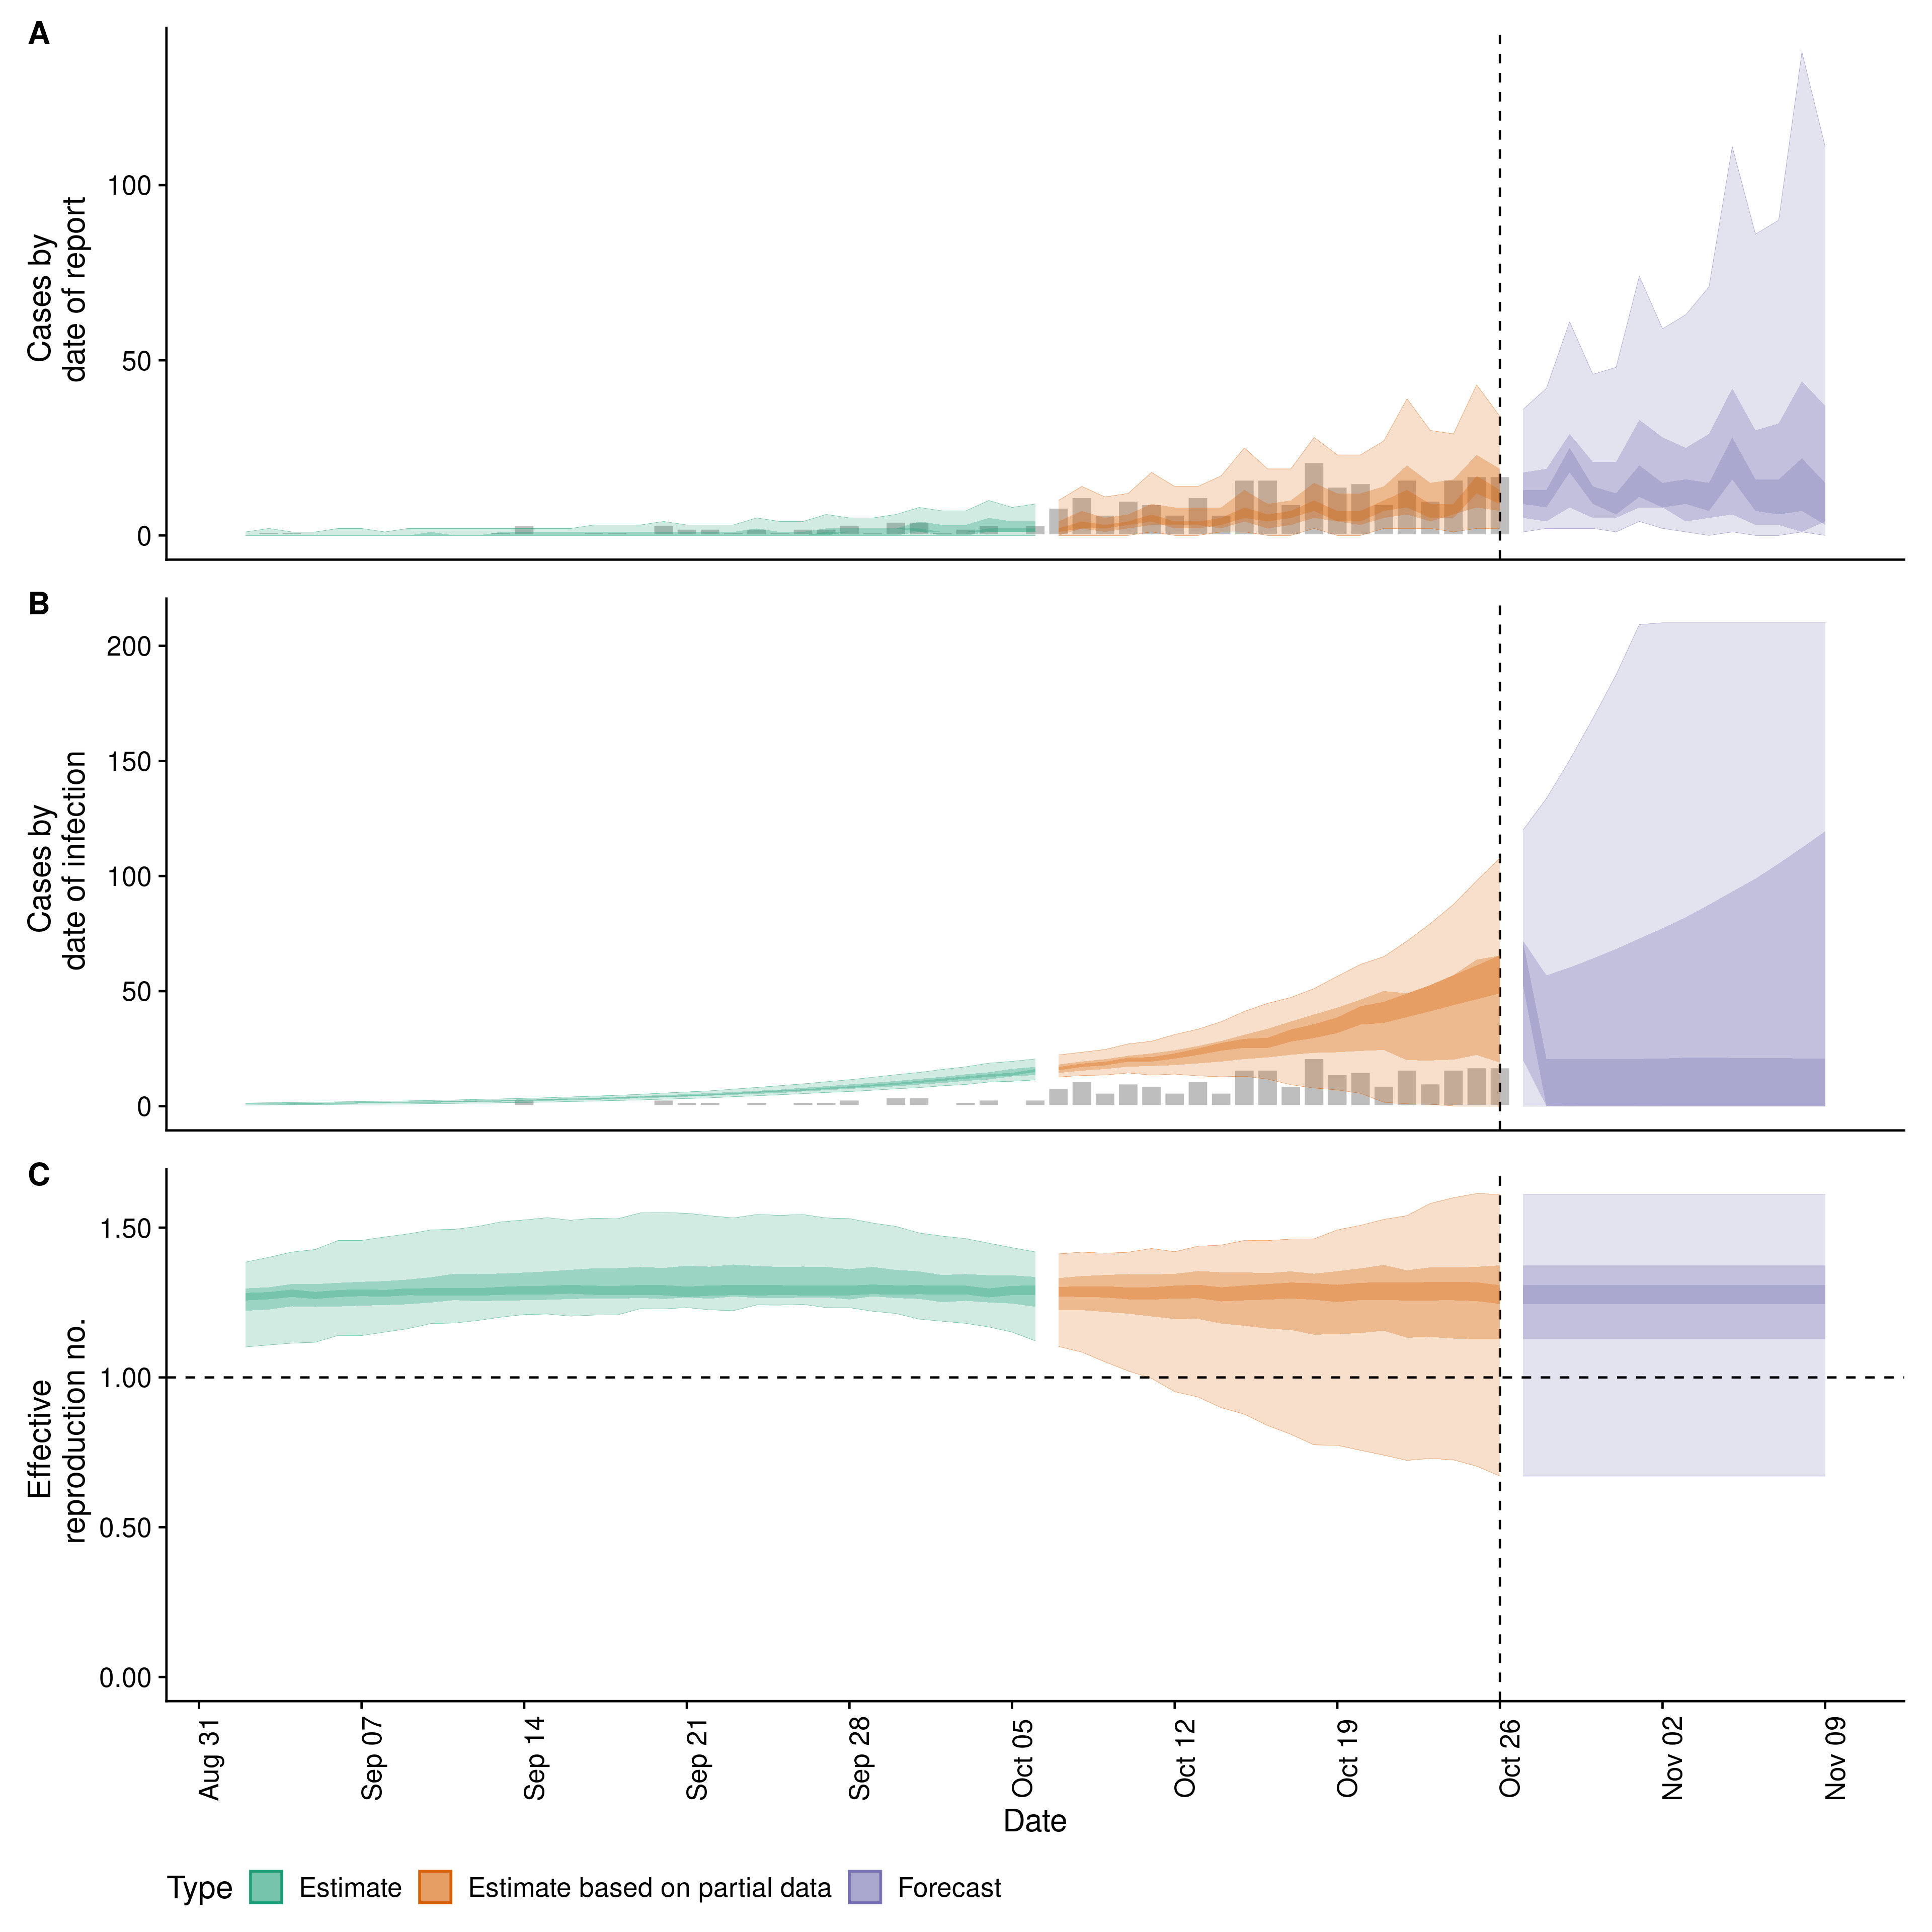 A
Cases by
date of report
100
50
0
B
Cases by
date of infection
200
150
100
50
0
C
Effective
reproduction no.
1.50
1.00
0.50
0.00
Aug 31
Sep 07
Sep 14
Sep 21
Sep 28
Oct 05
Oct 12
Oct 19
Oct 26
Nov 02
Nov 09
Date
Type
Estimate
Estimate based on partial data
Forecast